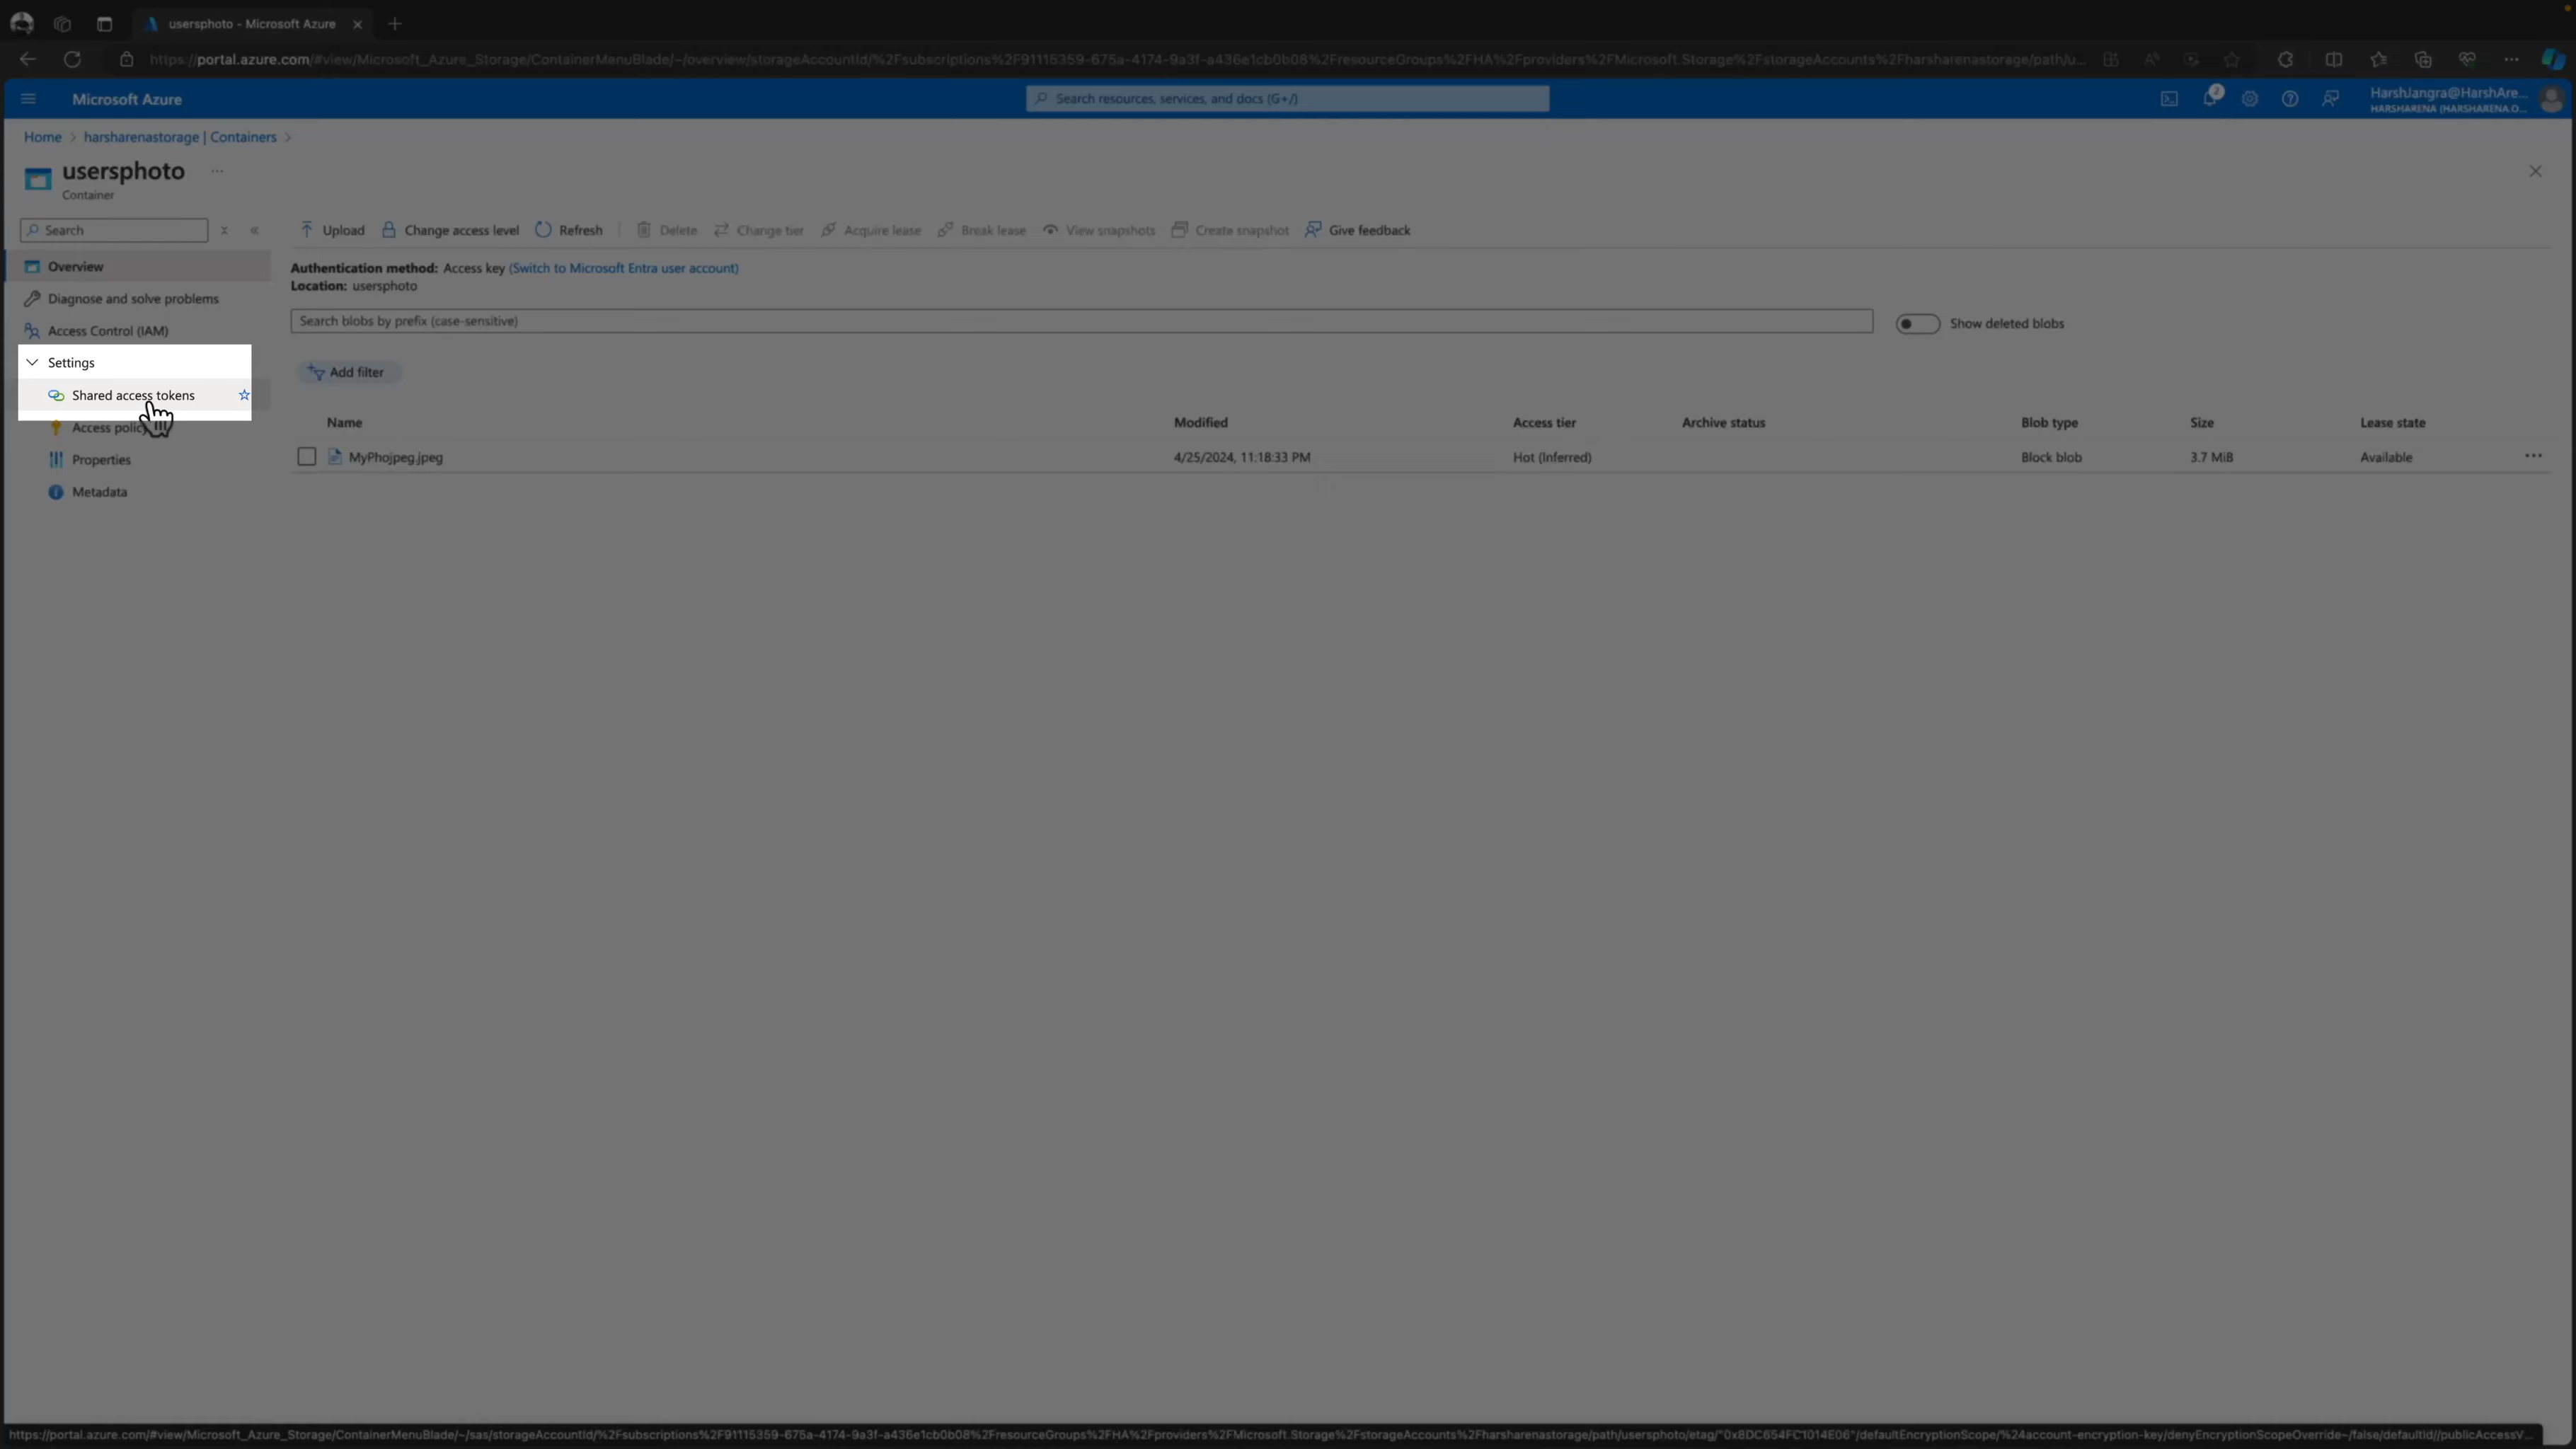 usersphoto - Microsoft Azure
https://portal.azure.com/#view/Microsoft_Azure_Storage/ContainerMenuBlade/~/overview/storageAccountId/%2Fsubscriptions%2F91115359-675a-4174-9a3f-a436e1cb0b08%2FresourceGroups%2FHA%2Fproviders%2FMicrosoft.Storage%2FstorageAccounts%2Fharsharenastorage/path/u...
Microsoft Azure
Search resources, services, and docs (G+/)
2
HarshJangra@HarshAre...
HARSHARENA (HARSHARENA.O...
Home > harsharenastorage | Containers >
usersphoto ...
Container
Search
Upload Change access level Refresh Delete Change tier Acquire lease Break lease View snapshots Create snapshot Give feedback
Overview
Diagnose and solve problems
Access Control (IAM)
Settings
Shared access tokens
Access policy
Properties
Metadata
Authentication method: Access key (Switch to Microsoft Entra user account)
Location: usersphoto
Search blobs by prefix (case-sensitive)
Show deleted blobs
Add filter
Name Modified Access tier Archive status Blob type Size Lease state
MyPhojpeg.jpeg 4/25/2024, 11:18:33 PM Hot (Inferred) Block blob 3.7 MiB Available ...
https://portal.azure.com/#view/Microsoft_Azure_Storage/ContainerMenuBlade/~/sas/storageAccountId/%2Fsubscriptions%2F91115359-675a-4174-9a3f-a436e1cb0b08%2FresourceGroups%2FHA%2Fproviders%2FMicrosoft.Storage%2FstorageAccounts%2Fharsharenastorage/path/usersphoto/etag/"0x8DC654FC1014E06"/defaultEncryptionScope/%24account-encryption-key/denyEncryptionScopeOverride~/false/defaultId//publicAccessV...